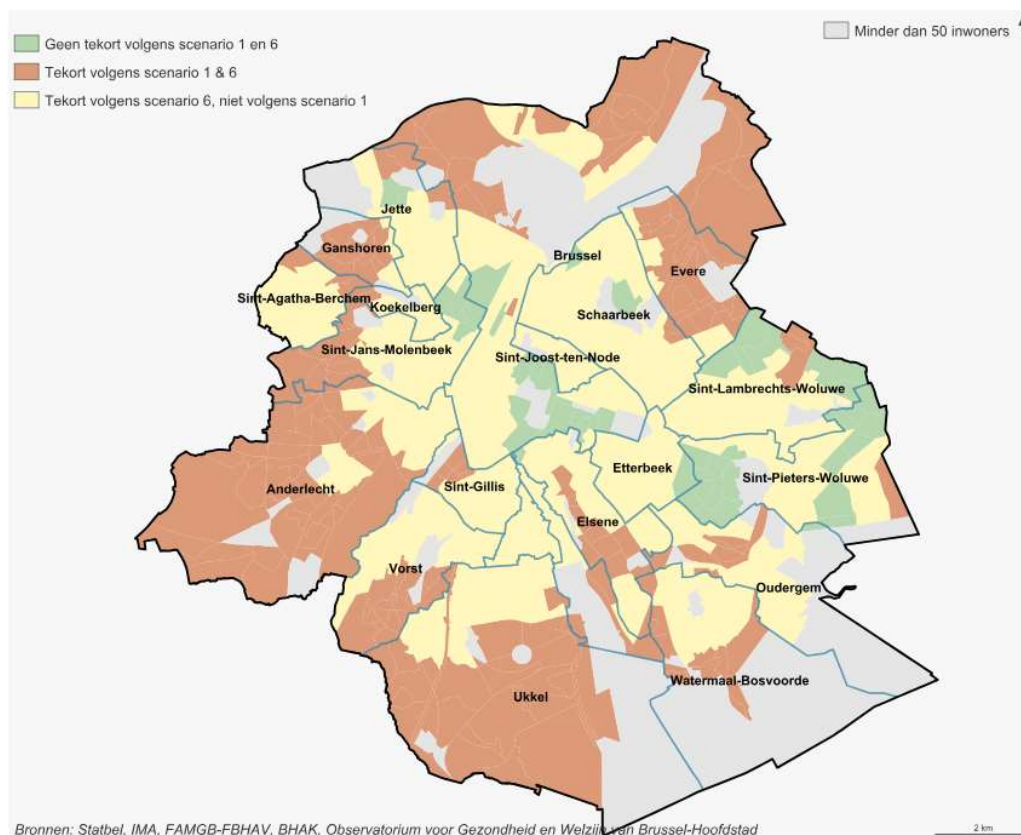 Geen tekort volgens scenario 1 en 6
Minder dan 50 inwoners
Tekort volgens scenario 1 & 6
Tekort volgens scenario 6, niet volgens scenario 1
Jette
Ganshoren
Brussel
Evere
Sint-Agatha-Berchem
Koekelberg
Schaarbeek
Sint-Jans-Molenbeek
Sint-Joost-ten-Node
Sint-Lambrechts-Woluwe
Etterbeek
Sint-Pieters-Woluwe
Anderlecht
Sint-Gillis
Elsene
Vorst
Oudergem
Watermaal-Bosvoorde
Ukkel
Bronnen: Statbel, IMA, FAMGB-FBHAV, BHAK, Observatorium voor Gezondheid en Welzijn van Brussel-Hoofdstad
2 km